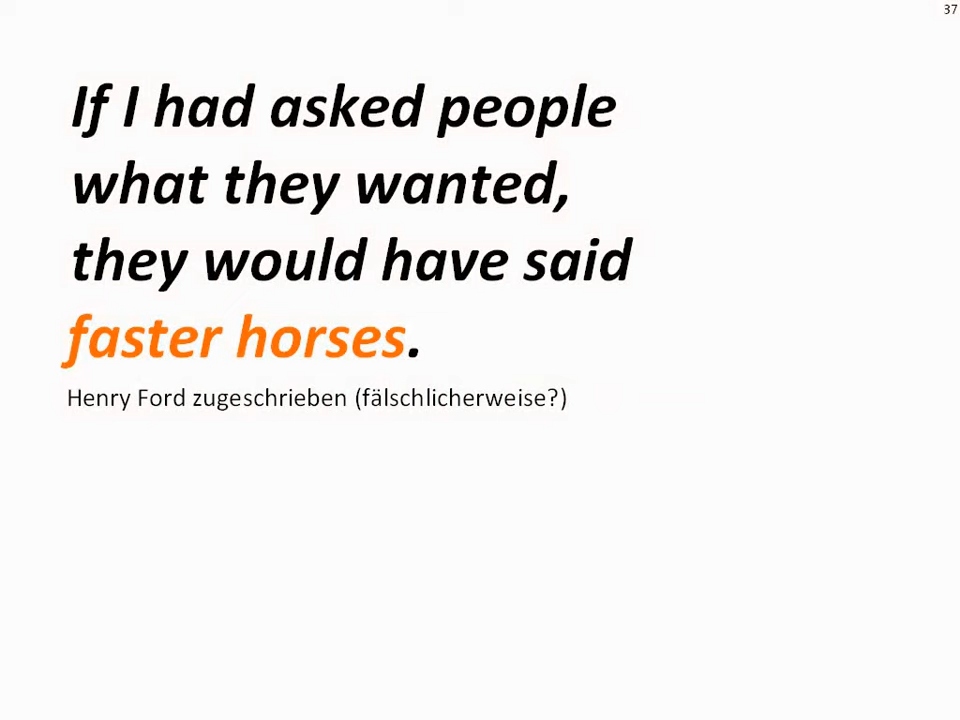 37
If I had asked people
what they wanted,
they would have said
faster horses.
Henry Ford zugeschrieben (fälschlicherweise?)